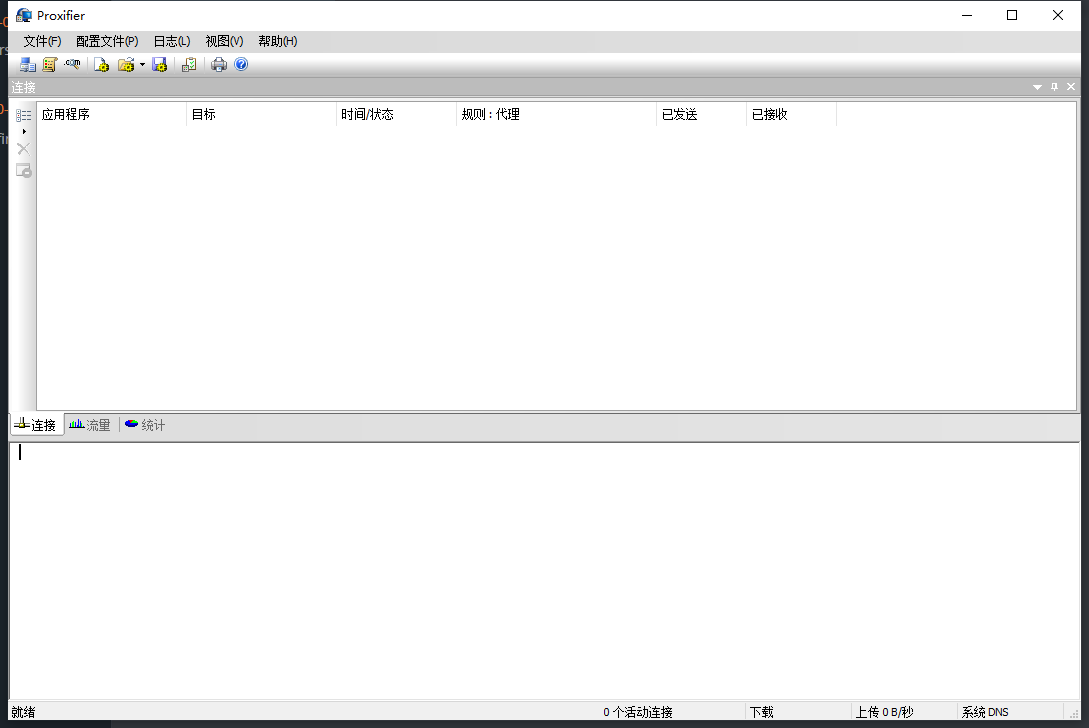 Proxifier
文件(F) 配置文件(P) 日志(L) 视图(V) 帮助(H)
连接
应用程序 目标 时间/状态 规则 : 代理 已发送 已接收
连接 流量 统计
就绪 0 个活动连接 下载 上传 0 B/秒 系统 DNS